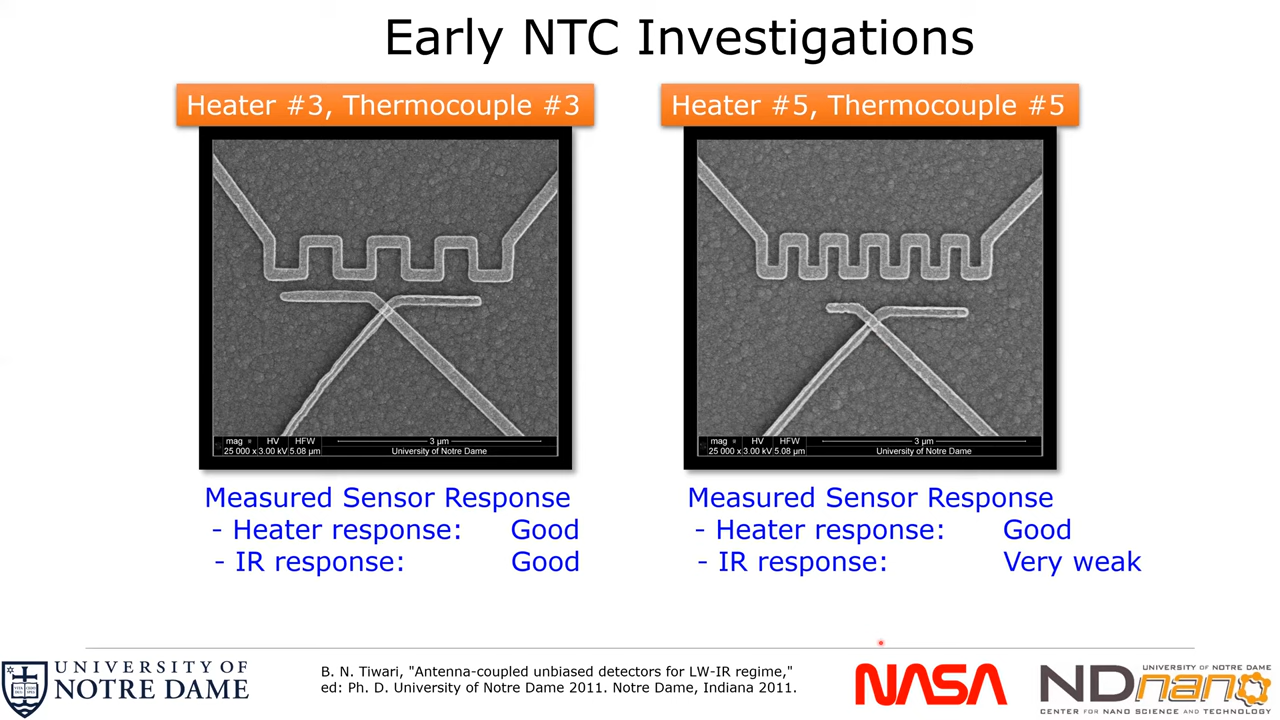 Early NTC Investigations
Heater #3, Thermocouple #3
Heater #5, Thermocouple #5
mag HV HFW 3 µm
25 000 x 3.00 kV 5.08 µm University of Notre Dame
mag HV HFW 3 µm
25 000 x 3.00 kV 5.08 µm University of Notre Dame
Measured Sensor Response
- Heater response: Good
- IR response: Good
Measured Sensor Response
- Heater response: Good
- IR response: Very weak
UNIVERSITY OF
NOTRE DAME
B. N. Tiwari, "Antenna-coupled unbiased detectors for LW-IR regime,"
ed: Ph. D. University of Notre Dame 2011. Notre Dame, Indiana 2011.
NASA
UNIVERSITY OF NOTRE DAME
NDnano
CENTER FOR NANO SCIENCE AND TECHNOLOGY